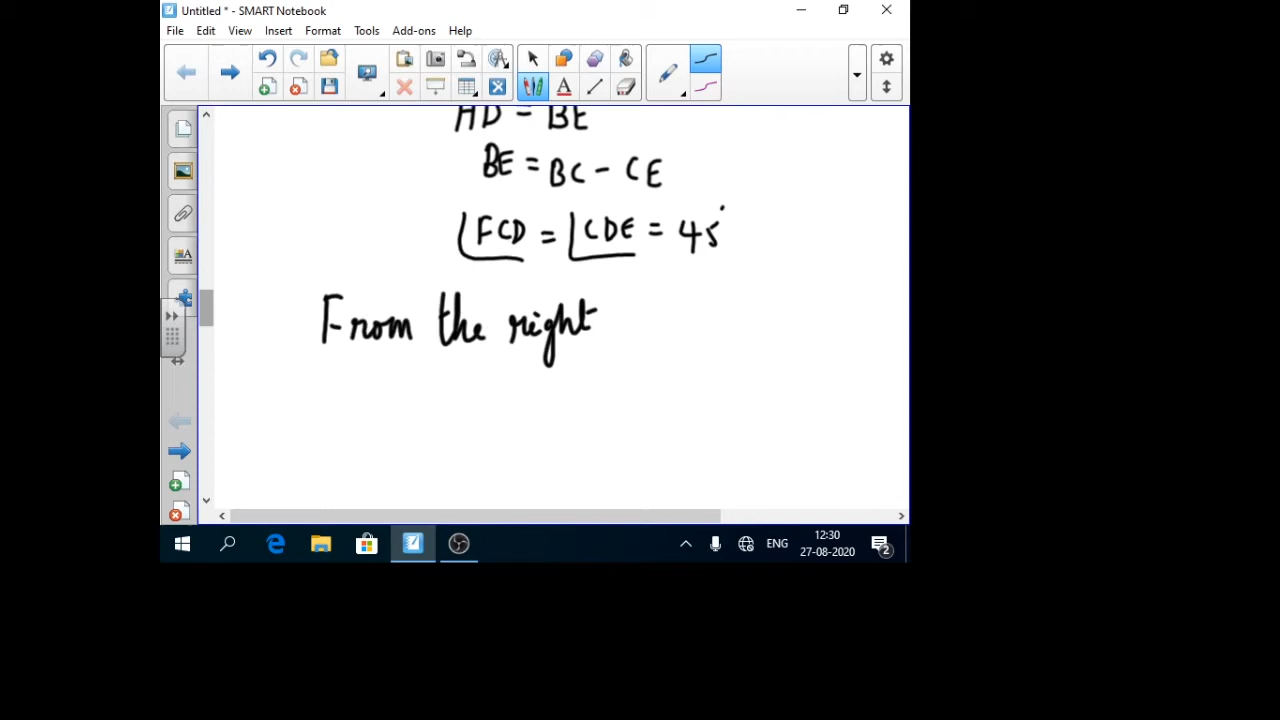 Untitled * - SMART Notebook
File Edit View Insert Format Tools Add-ons Help
AD = BE
BE = BC - CE
∠FCD = ∠CDE = 45°
From the right
ENG
12:30
27-08-2020
2